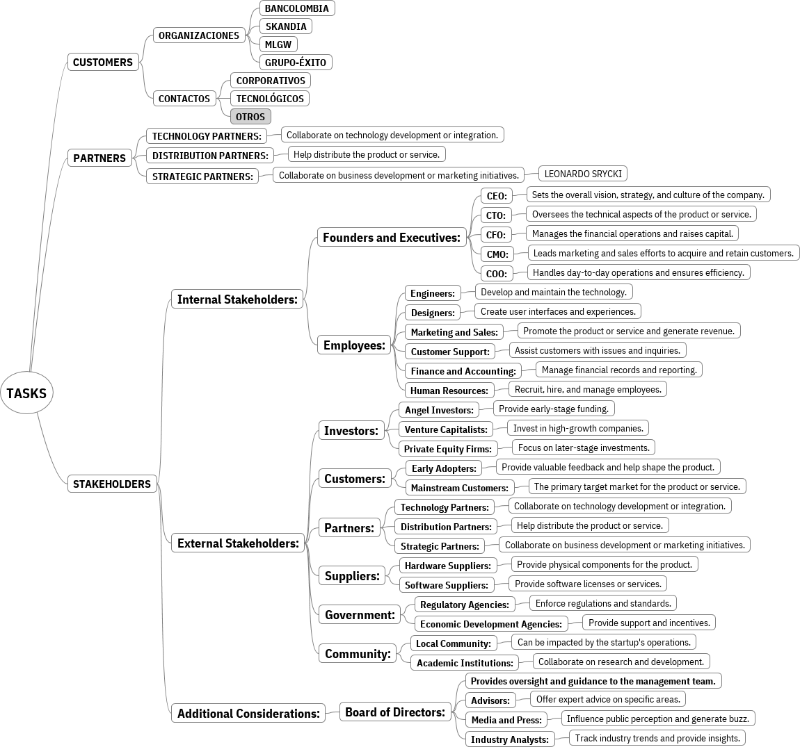 TASKS
CUSTOMERS
ORGANIZACIONES
BANCOLOMBIA
SKANDIA
MLGW
GRUPO-ÉXITO
CONTACTOS
CORPORATIVOS
TECNOLÓGICOS
OTROS
PARTNERS
TECHNOLOGY PARTNERS:
Collaborate on technology development or integration.
DISTRIBUTION PARTNERS:
Help distribute the product or service.
STRATEGIC PARTNERS:
Collaborate on business development or marketing initiatives.
LEONARDO SRYCKI
STAKEHOLDERS
Internal Stakeholders:
Founders and Executives:
CEO:
Sets the overall vision, strategy, and culture of the company.
CTO:
Oversees the technical aspects of the product or service.
CFO:
Manages the financial operations and raises capital.
CMO:
Leads marketing and sales efforts to acquire and retain customers.
COO:
Handles day-to-day operations and ensures efficiency.
Employees:
Engineers:
Develop and maintain the technology.
Designers:
Create user interfaces and experiences.
Marketing and Sales:
Promote the product or service and generate revenue.
Customer Support:
Assist customers with issues and inquiries.
Finance and Accounting:
Manage financial records and reporting.
Human Resources:
Recruit, hire, and manage employees.
External Stakeholders:
Investors:
Angel Investors:
Provide early-stage funding.
Venture Capitalists:
Invest in high-growth companies.
Private Equity Firms:
Focus on later-stage investments.
Customers:
Early Adopters:
Provide valuable feedback and help shape the product.
Mainstream Customers:
The primary target market for the product or service.
Partners:
Technology Partners:
Collaborate on technology development or integration.
Distribution Partners:
Help distribute the product or service.
Strategic Partners:
Collaborate on business development or marketing initiatives.
Suppliers:
Hardware Suppliers:
Provide physical components for the product.
Software Suppliers:
Provide software licenses or services.
Government:
Regulatory Agencies:
Enforce regulations and standards.
Economic Development Agencies:
Provide support and incentives.
Community:
Local Community:
Can be impacted by the startup's operations.
Academic Institutions:
Collaborate on research and development.
Additional Considerations:
Board of Directors:
Provides oversight and guidance to the management team.
Advisors:
Offer expert advice on specific areas.
Media and Press:
Influence public perception and generate buzz.
Industry Analysts:
Track industry trends and provide insights.